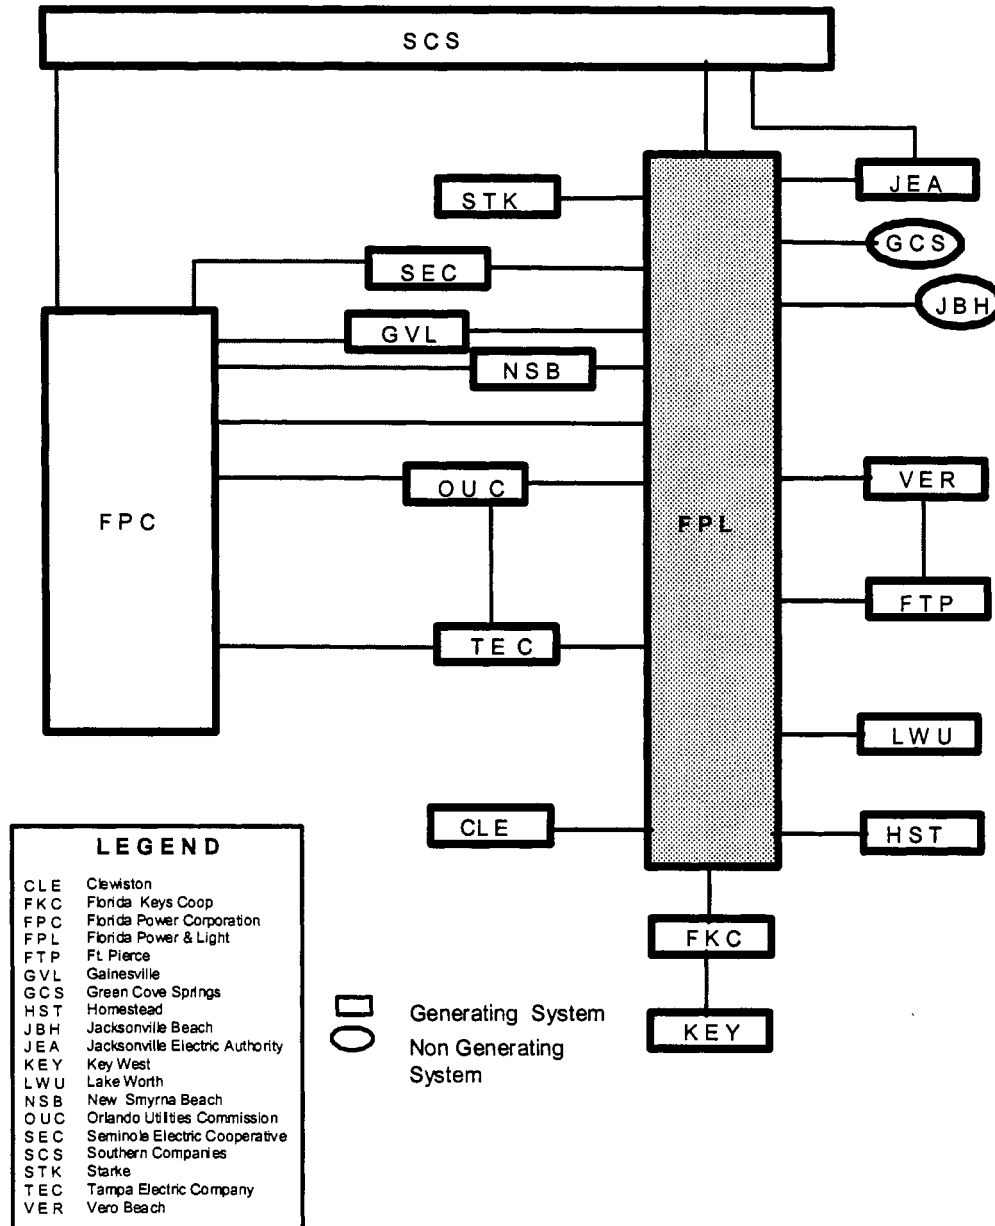 SCS
JEA
STK
GCS
SEC
JBH
GVL
NSB
VER
OUC
FPC
FPL
FTP
TEC
LWU
CLE
HST
FKC
KEY
LEGEND
CLE Clewiston
FKC Florida Keys Coop
FPC Florida Power Corporation
FPL Florida Power & Light
FTP Ft. Pierce
GVL Gainesville
GCS Green Cove Springs
HST Homestead
JBH Jacksonville Beach
JEA Jacksonville Electric Authority
KEY Key West
LWU Lake Worth
NSB New Smyrna Beach
OUC Orlando Utilities Commission
SEC Seminole Electric Cooperative
SCS Southern Companies
STK Starke
TEC Tampa Electric Company
VER Vero Beach
Generating System
Non Generating
System